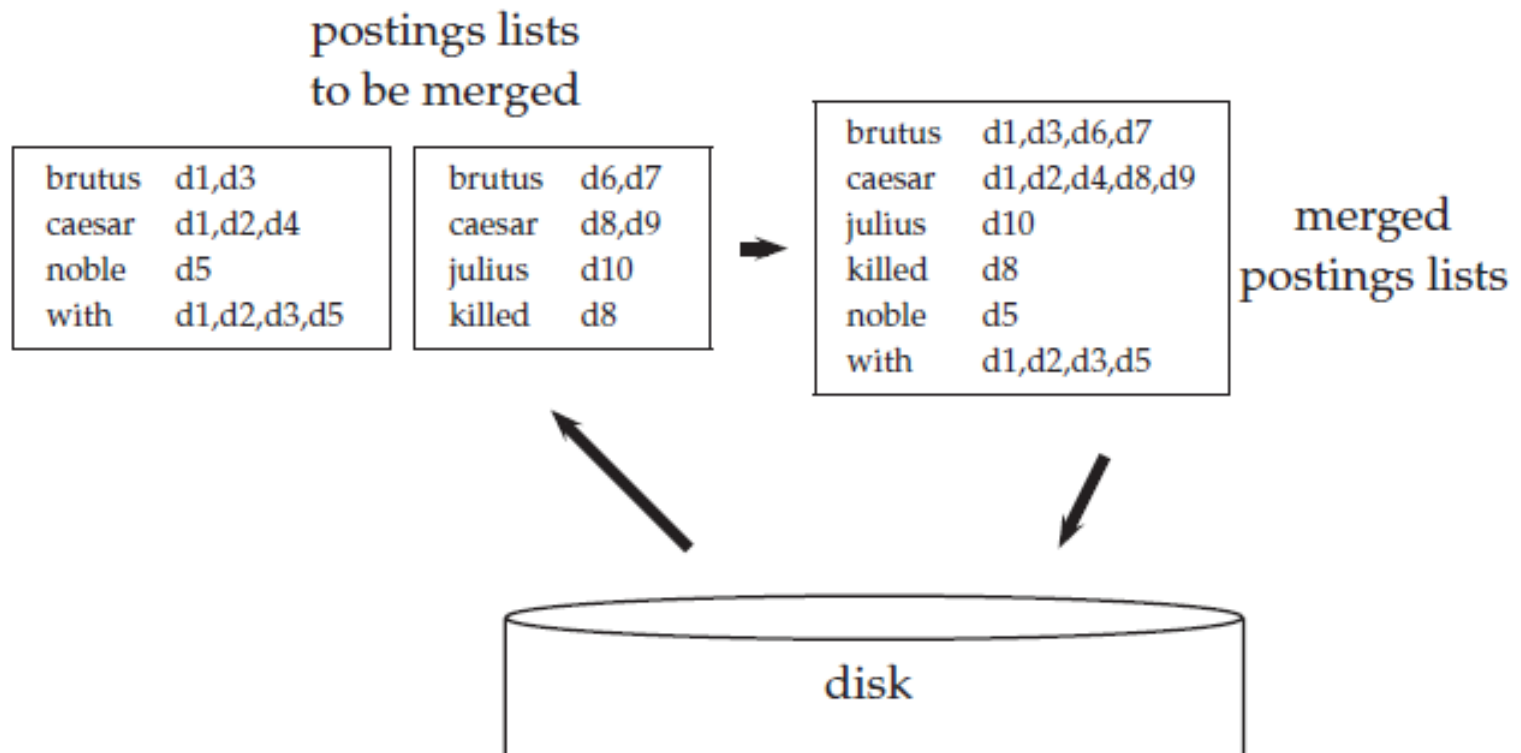 postings lists
to be merged
brutus d1,d3
caesar d1,d2,d4
noble d5
with d1,d2,d3,d5
brutus d6,d7
caesar d8,d9
julius d10
killed d8
brutus d1,d3,d6,d7
caesar d1,d2,d4,d8,d9
julius d10
killed d8
noble d5
with d1,d2,d3,d5
merged
postings lists
disk